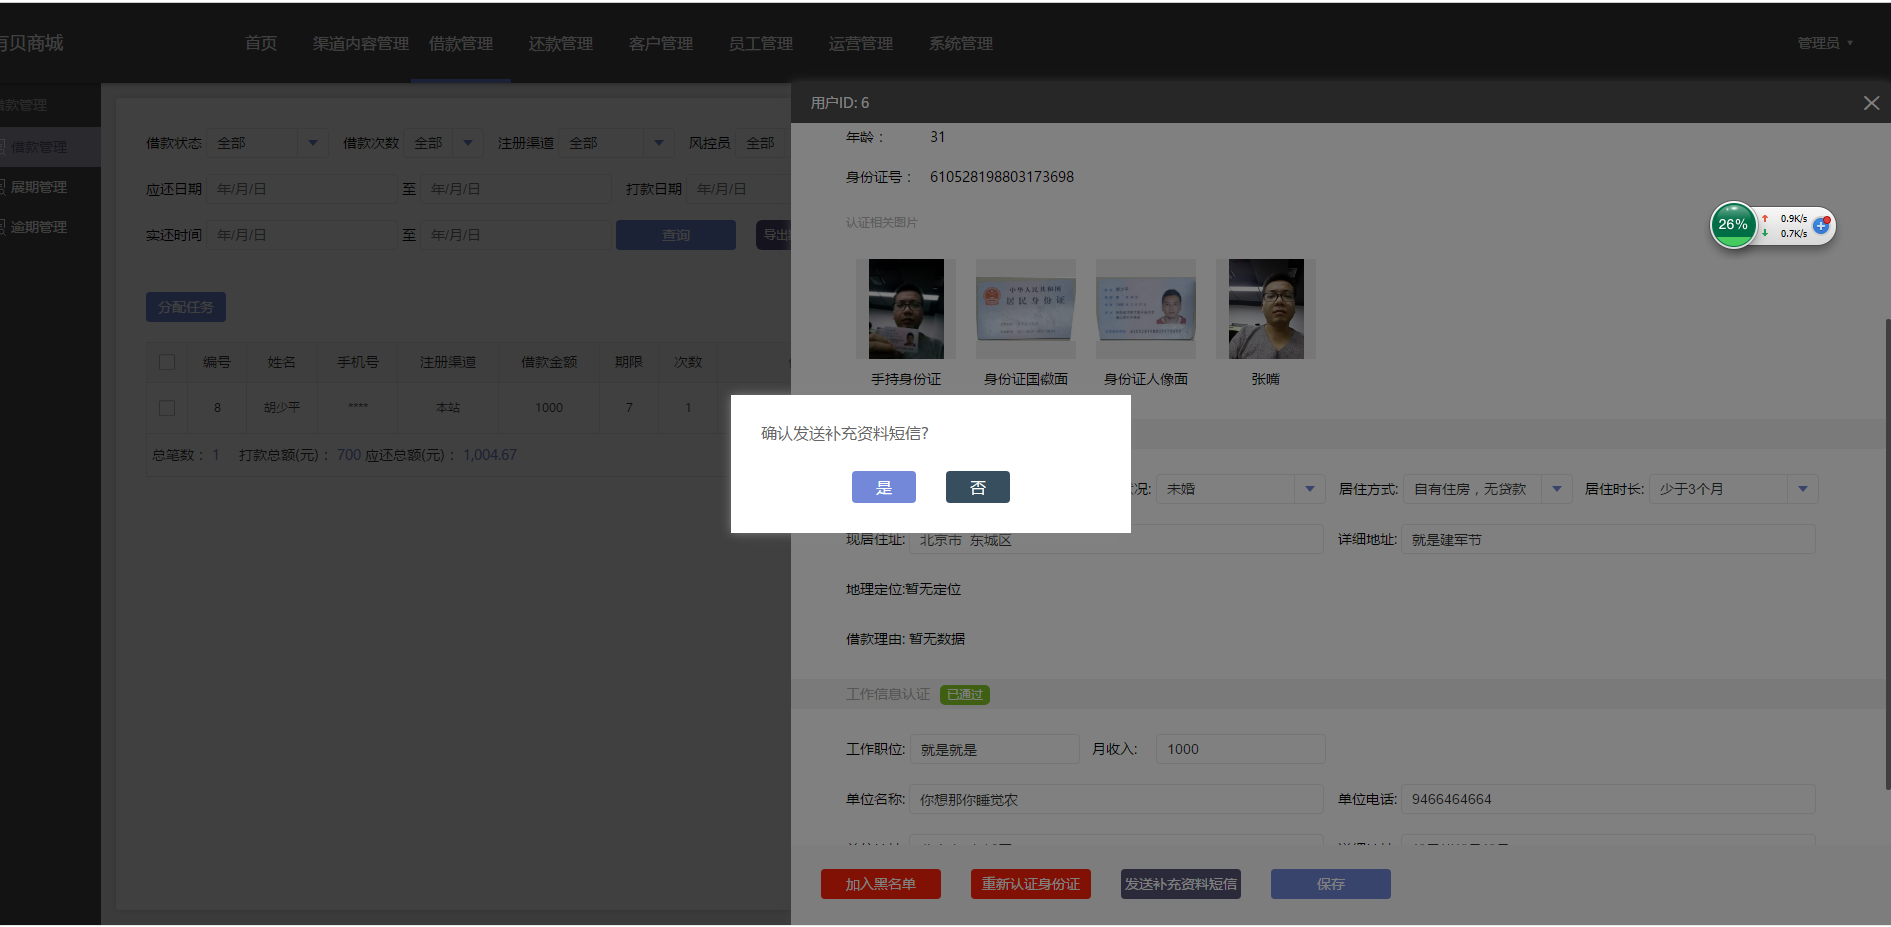 有贝商城
首页 渠道内容管理 借款管理 还款管理 客户管理 员工管理 运营管理 系统管理
管理员
借款管理
借款管理
展期管理
逾期管理
借款状态 全部 借款次数 全部 注册渠道 全部 风控员 全部
应还日期 年/月/日 至 年/月/日 打款日期 年/月/日
实还时间 年/月/日 至 年/月/日 查询 导出
分配任务
编号 姓名 手机号 注册渠道 借款金额 期限 次数
8 胡少平 **** 本站 1000 7 1
总笔数： 1 打款总额(元)： 700 应还总额(元)： 1,004.67
用户ID: 6
年龄： 31
身份证号： 610528198803173698
认证相关图片
中华人民共和国
居民身份证
手持身份证 身份证国徽面 身份证人像面 张嘴
26% 0.9K/s
0.7K/s
确认发送补充资料短信?
是 否
况: 未婚 居住方式: 自有住房，无贷款 居住时长: 少于3个月
现居住址: 北京市 东城区 详细地址: 就是建军节
地理定位:暂无定位
借款理由: 暂无数据
工作信息认证 已通过
工作职位: 就是就是 月收入: 1000
单位名称: 你想那你睡觉农 单位电话: 9466464664
加入黑名单 重新认证身份证 发送补充资料短信 保存